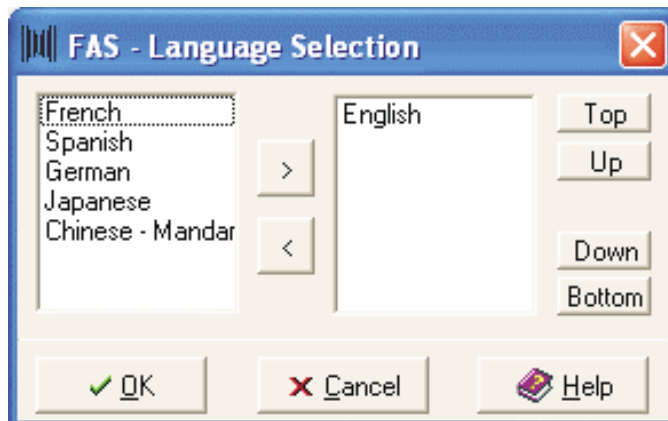 FAS - Language Selection
French
Spanish
German
Japanese
Chinese - Mandar
>
<
English
Top
Up
Down
Bottom
OK
Cancel
Help